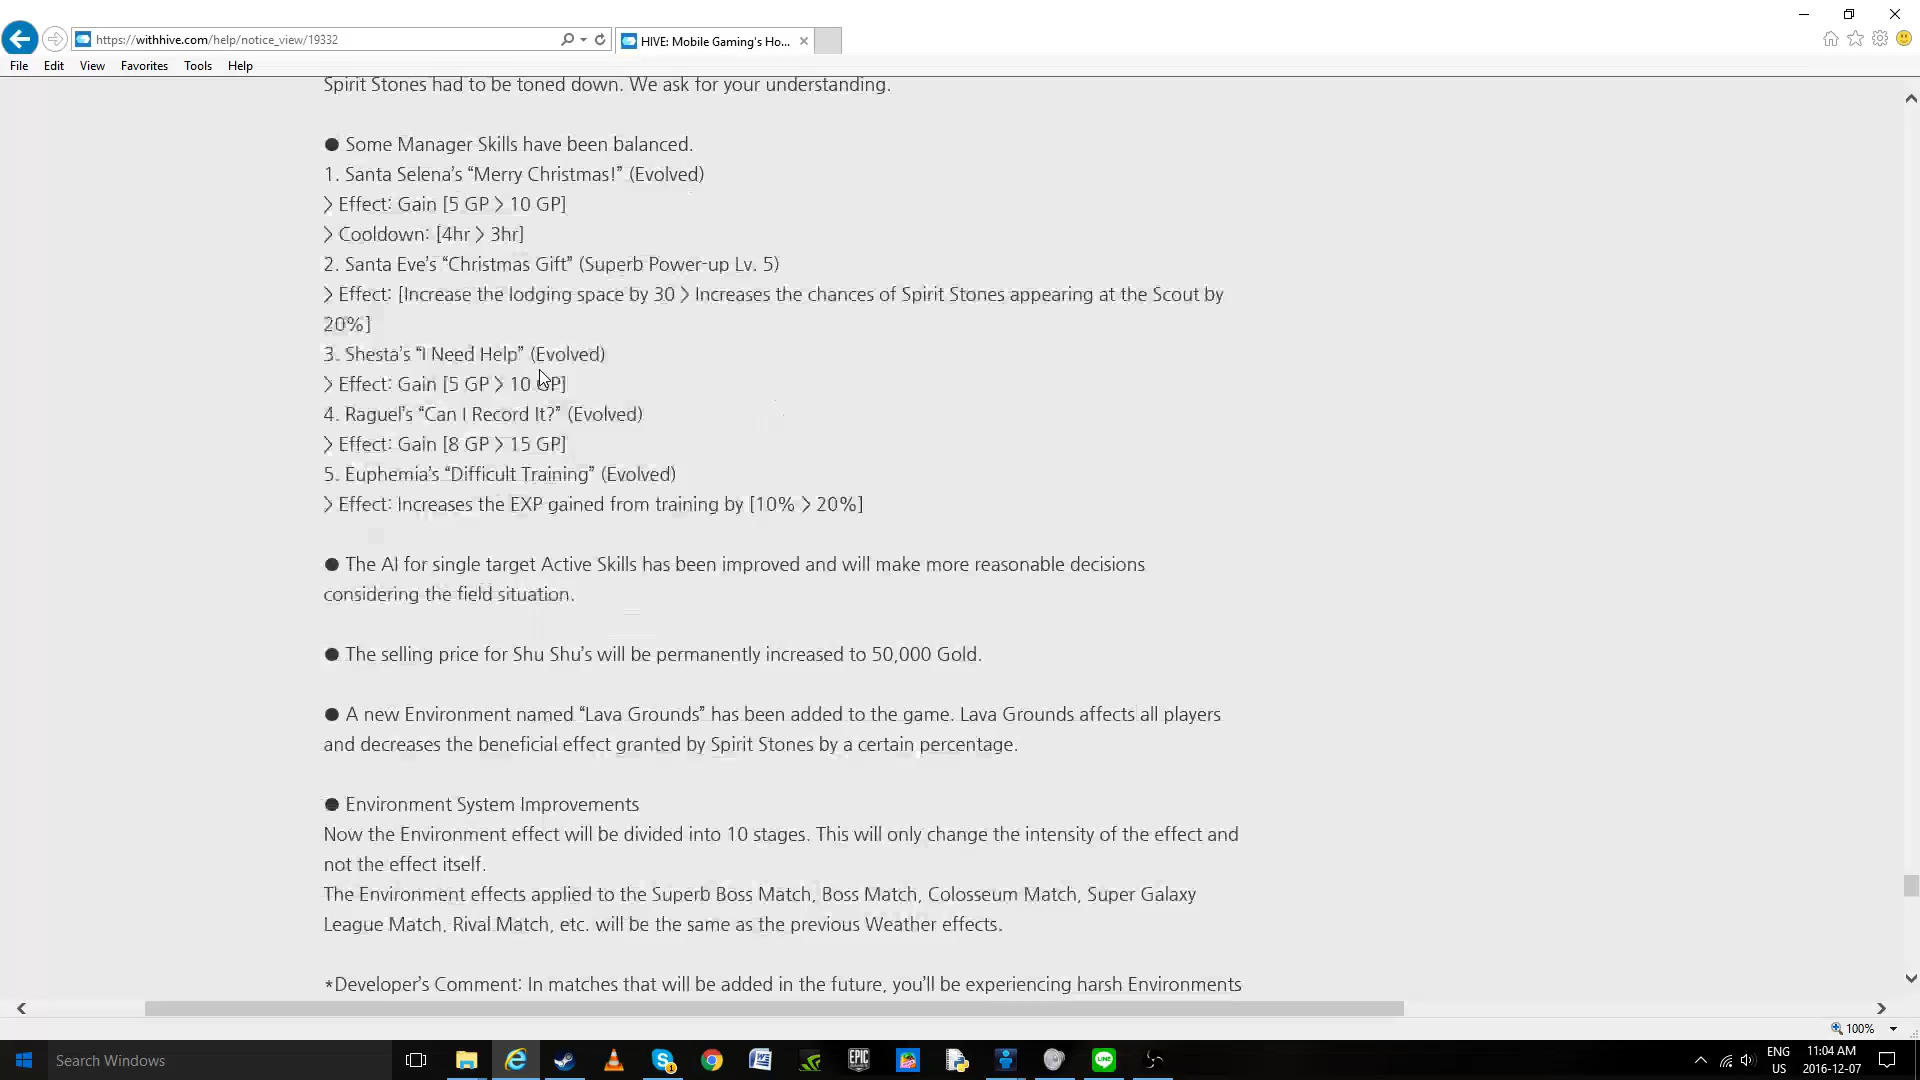 https://withhive.com/help/notice_view/19332
HIVE: Mobile Gaming's Ho...
File Edit View Favorites Tools Help
Spirit Stones had to be toned down. We ask for your understanding.
● Some Manager Skills have been balanced.
1. Santa Selena's “Merry Christmas!” (Evolved)
> Effect: Gain [5 GP > 10 GP]
> Cooldown: [4hr > 3hr]
2. Santa Eve's “Christmas Gift” (Superb Power-up Lv. 5)
> Effect: [Increase the lodging space by 30 > Increases the chances of Spirit Stones appearing at the Scout by
20%]
3. Shesta's “I Need Help” (Evolved)
> Effect: Gain [5 GP > 10 GP]
4. Raguel's “Can I Record It?” (Evolved)
> Effect: Gain [8 GP > 15 GP]
5. Euphemia's “Difficult Training” (Evolved)
> Effect: Increases the EXP gained from training by [10% > 20%]
● The AI for single target Active Skills has been improved and will make more reasonable decisions
considering the field situation.
● The selling price for Shu Shu's will be permanently increased to 50,000 Gold.
● A new Environment named “Lava Grounds” has been added to the game. Lava Grounds affects all players
and decreases the beneficial effect granted by Spirit Stones by a certain percentage.
● Environment System Improvements
Now the Environment effect will be divided into 10 stages. This will only change the intensity of the effect and
not the effect itself.
The Environment effects applied to the Superb Boss Match, Boss Match, Colosseum Match, Super Galaxy
League Match, Rival Match, etc. will be the same as the previous Weather effects.
*Developer's Comment: In matches that will be added in the future, you'll be experiencing harsh Environments
100%
Search Windows
EPIC
GAMES
LINE
ENG
US
11:04 AM
2016-12-07